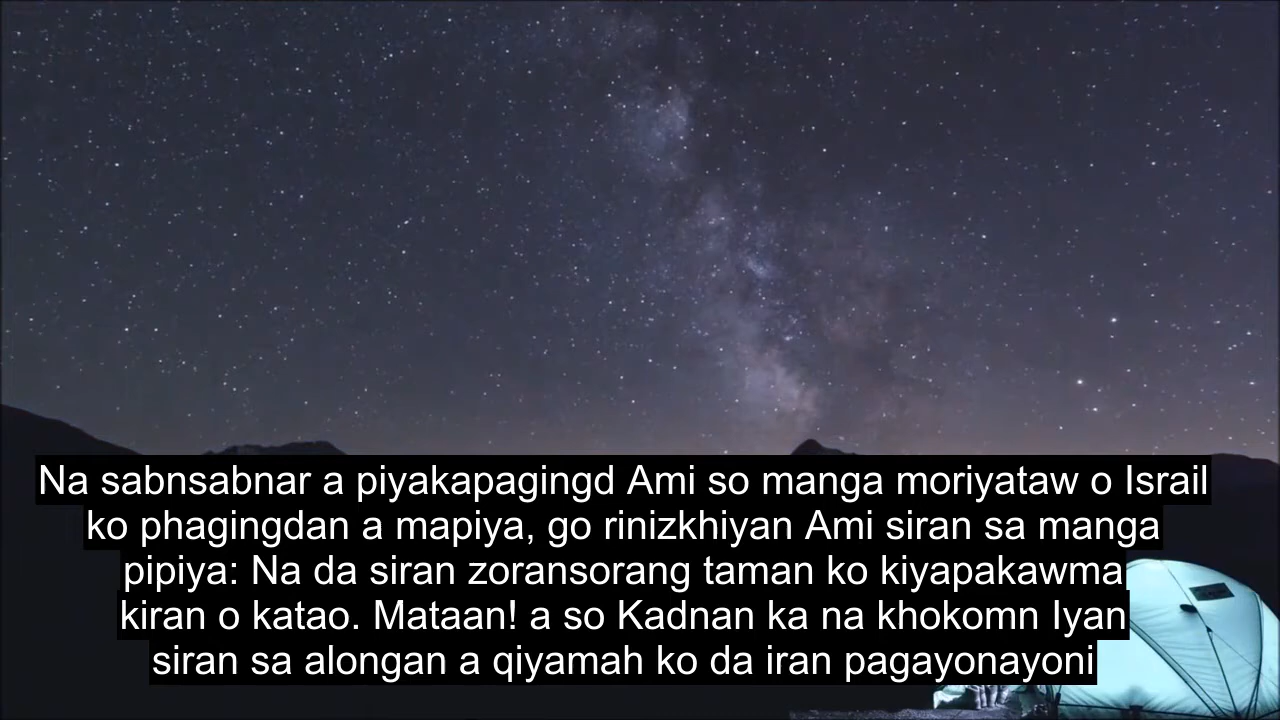 Na sabnsabnar a piyakapagingd Ami so manga moriyataw o Israil
ko phagingdan a mapiya, go rinizkhiyan Ami siran sa manga
pipiya: Na da siran zoransorang taman ko kiyapakawma
kiran o katao. Mataan! a so Kadnan ka na khokomn Iyan
siran sa alongan a qiyamah ko da iran pagayonayoni